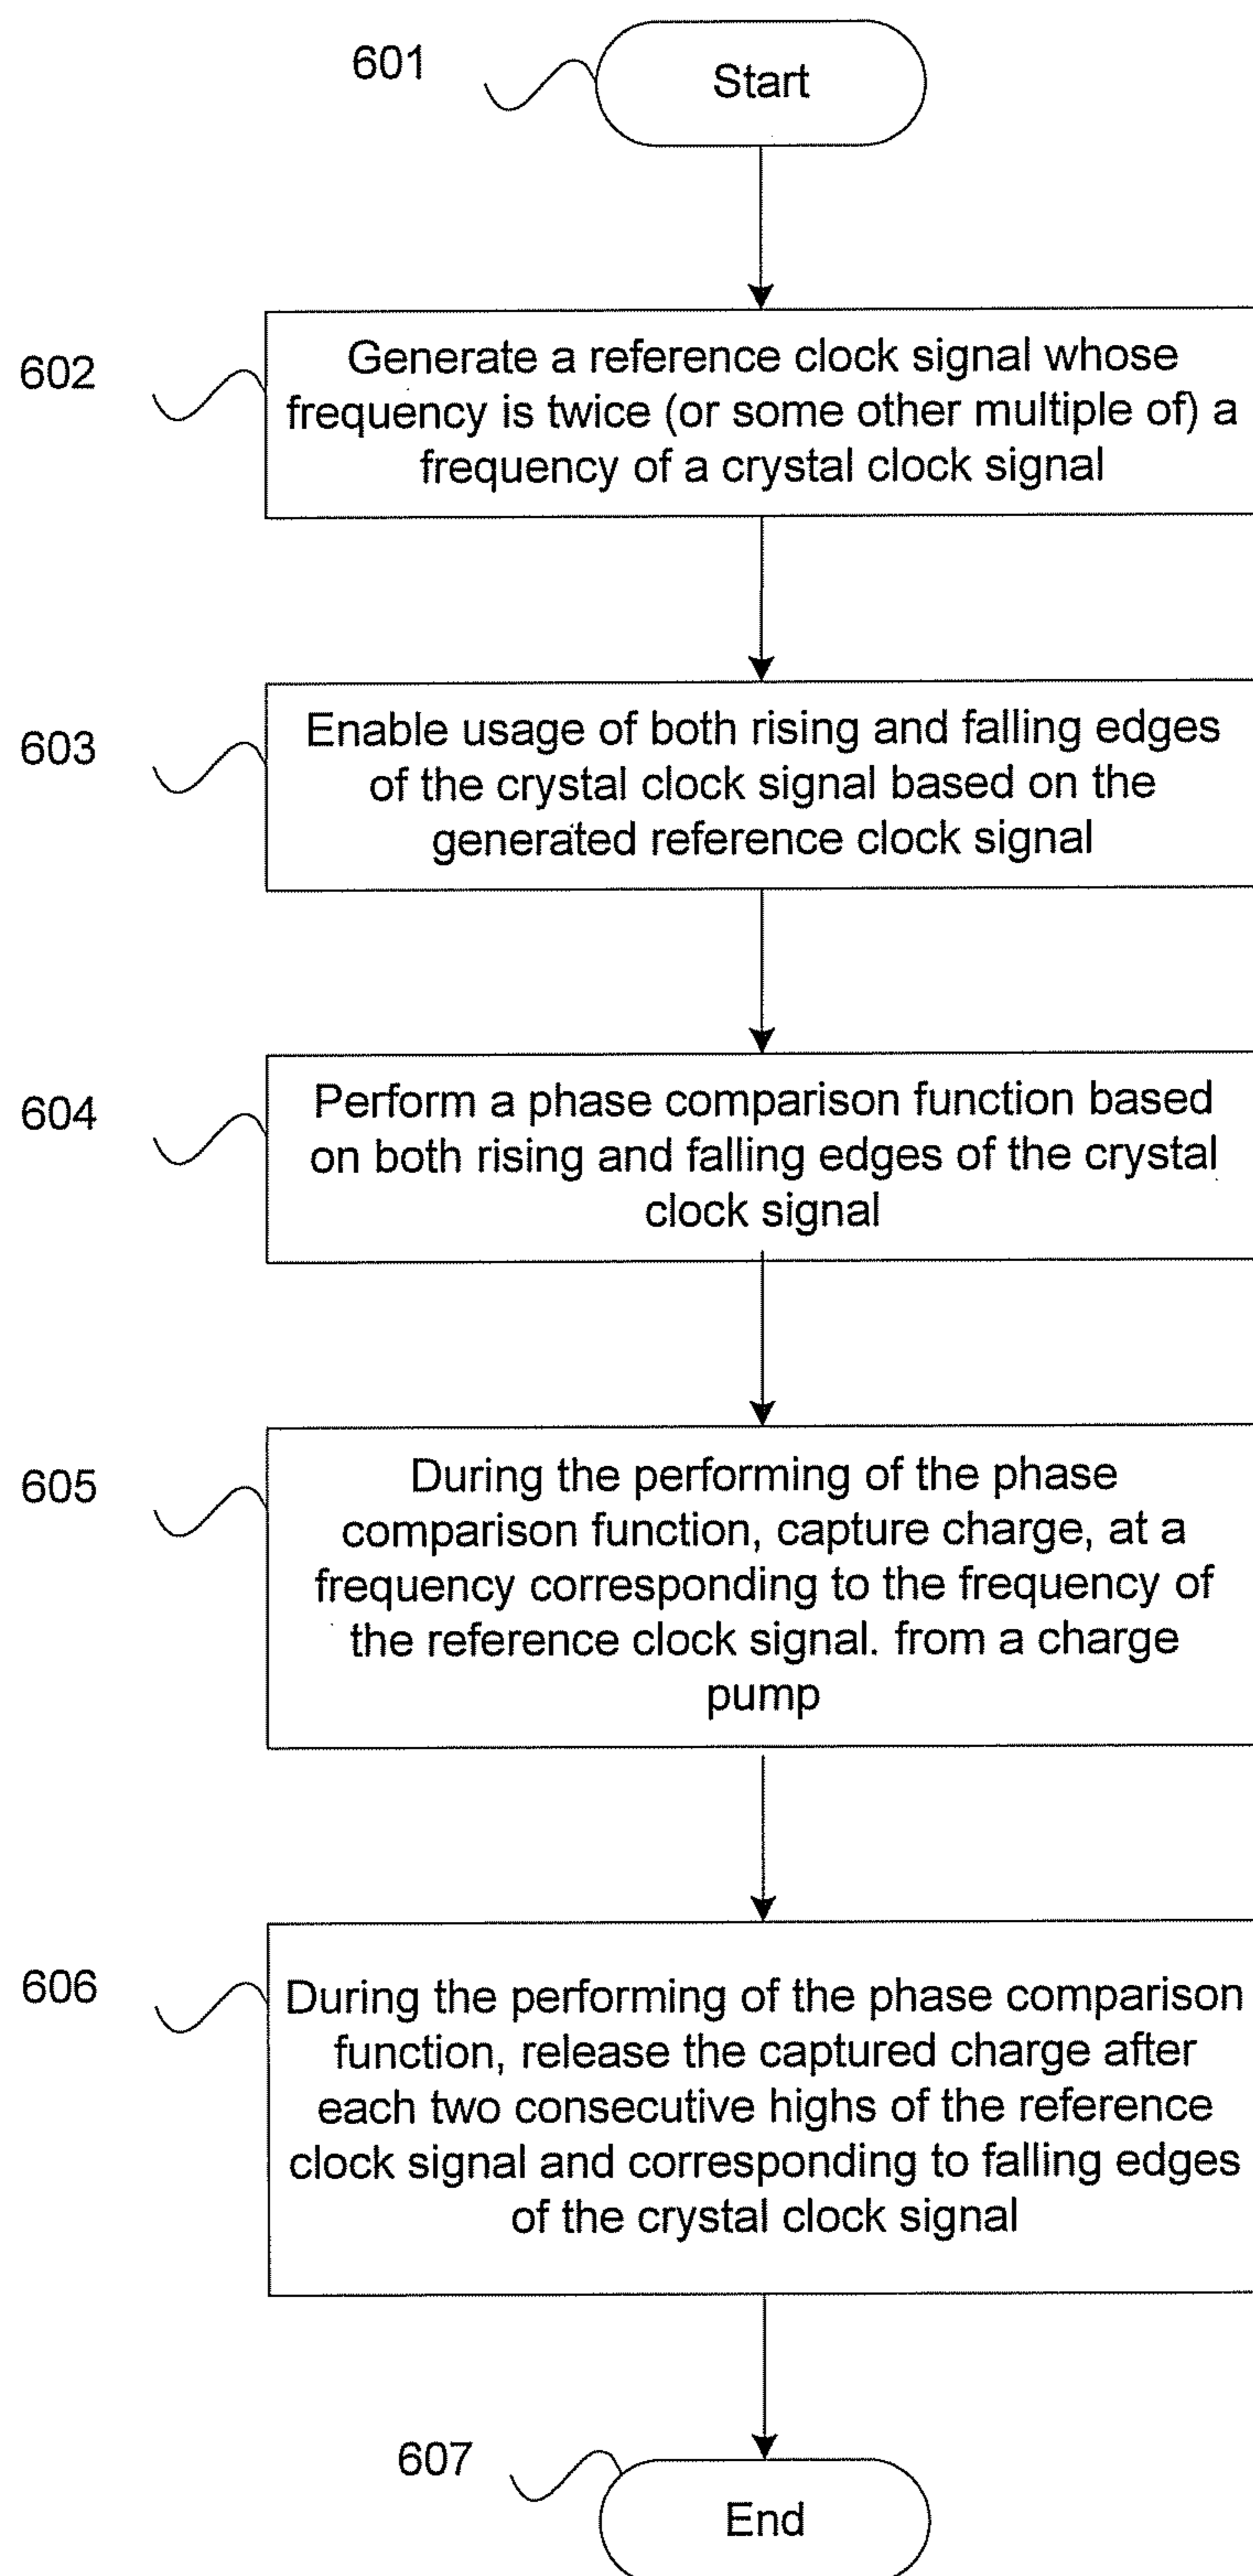 601
Start
602
Generate a reference clock signal whose
frequency is twice (or some other multiple of) a
frequency of a crystal clock signal
603
Enable usage of both rising and falling edges
of the crystal clock signal based on the
generated reference clock signal
604
Perform a phase comparison function based
on both rising and falling edges of the crystal
clock signal
605
During the performing of the phase
comparison function, capture charge, at a
frequency corresponding to the frequency of
the reference clock signal. from a charge
pump
606
During the performing of the phase comparison
function, release the captured charge after
each two consecutive highs of the reference
clock signal and corresponding to falling edges
of the crystal clock signal
607
End